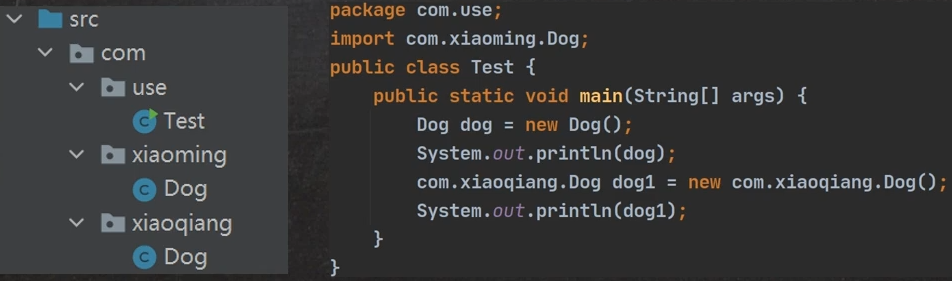 src
com
use
Test
xiaoming
Dog
xiaoqiang
Dog
package com.use;
import com.xiaoming.Dog;
public class Test {
    public static void main(String[] args) {
        Dog dog = new Dog();
        System.out.println(dog);
        com.xiaoqiang.Dog dog1 = new com.xiaoqiang.Dog();
        System.out.println(dog1);
    }
}